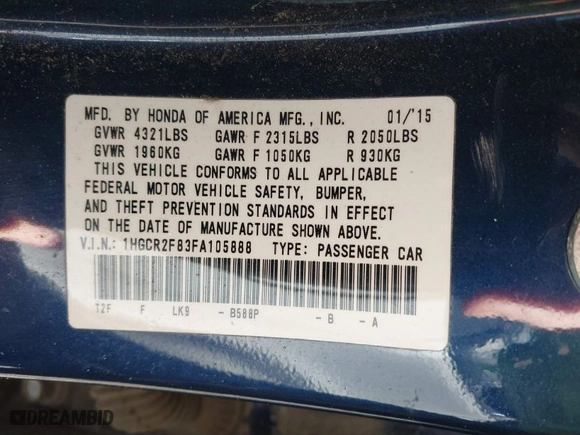 MFD. BY HONDA OF AMERICA MFG., INC. 01/'15
GVWR 4321LBS GAWR F 2315LBS R 2050LBS
GVWR 1960KG GAWR F 1050KG R 930KG
THIS VEHICLE CONFORMS TO ALL APPLICABLE
FEDERAL MOTOR VEHICLE SAFETY, BUMPER,
AND THEFT PREVENTION STANDARDS IN EFFECT
ON THE DATE OF MANUFACTURE SHOWN ABOVE.
V.I.N.: 1HGCR2F83FA105888 TYPE: PASSENGER CAR
T2F F LK9 - B588P - B - A
DREAMBID